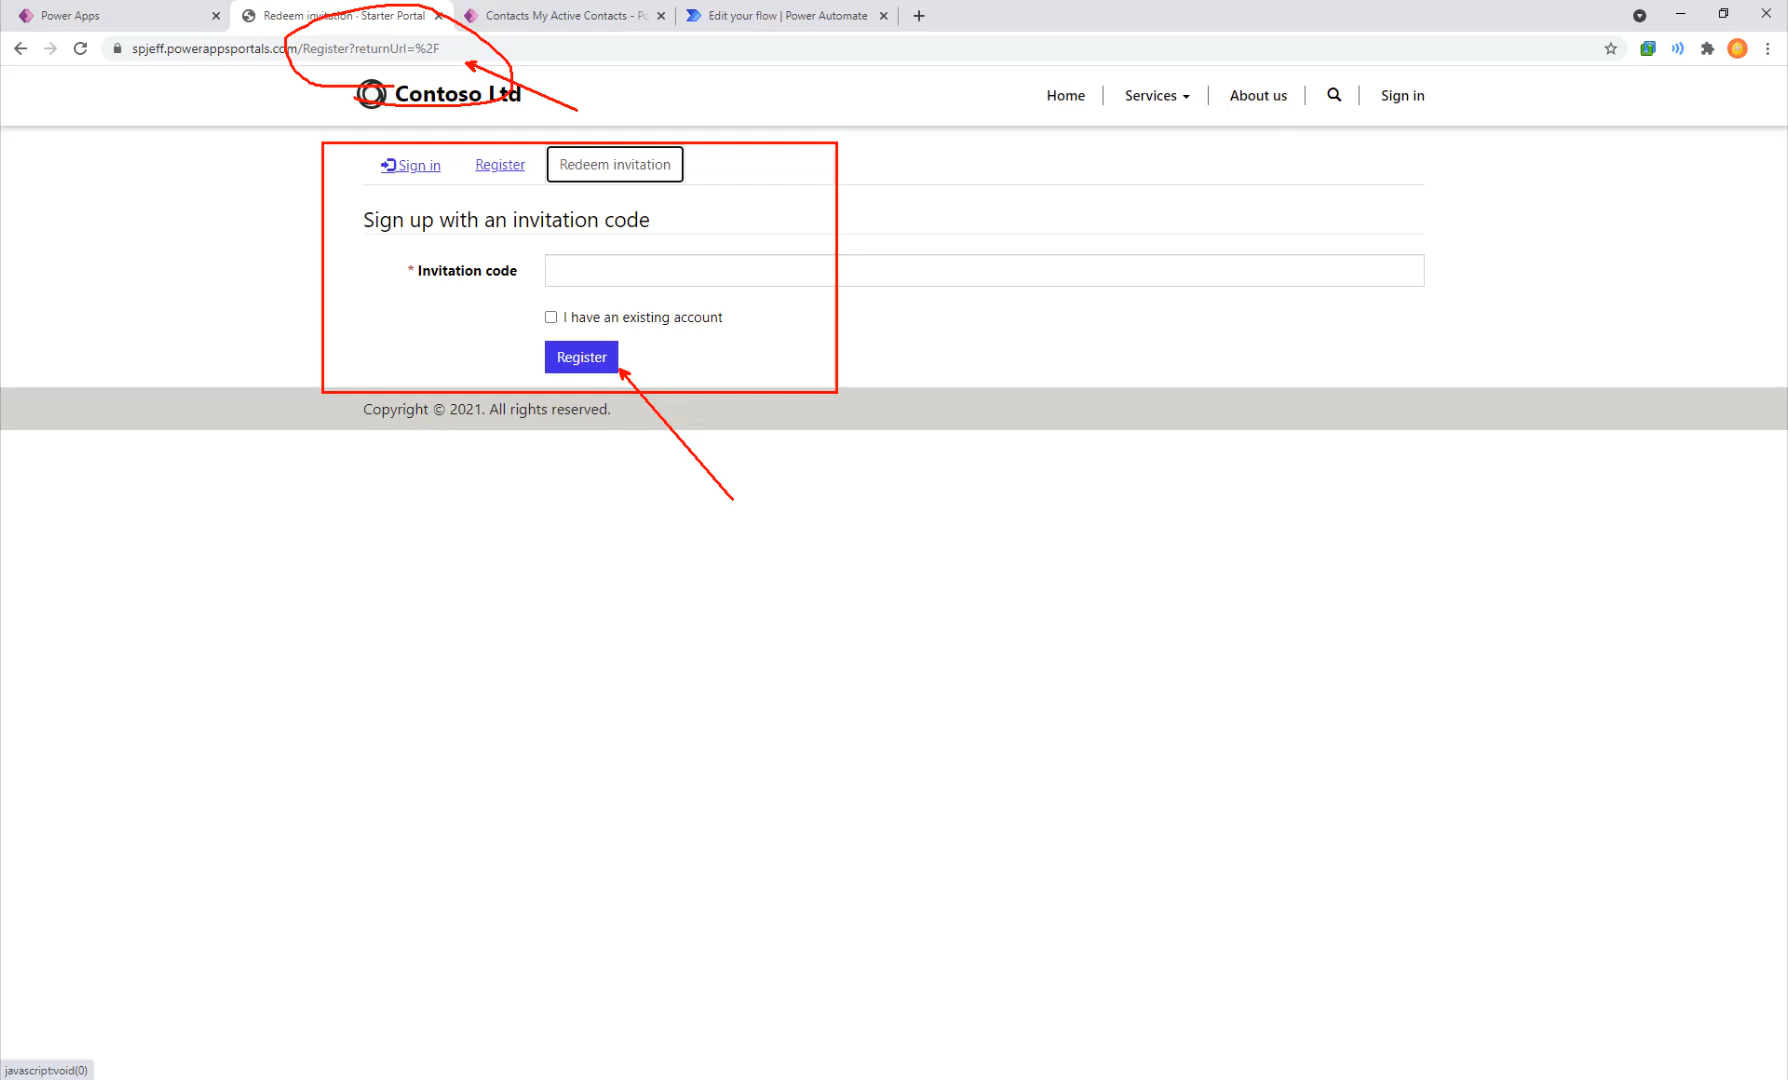 Power Apps
Redeem invitation · Starter Portal
Contacts My Active Contacts - Po
Edit your flow | Power Automate
spjeff.powerappsportals.com/Register?returnUrl=%2F
Contoso Ltd
Home
Services
About us
Sign in
Sign in
Register
Redeem invitation
Sign up with an invitation code
* Invitation code
I have an existing account
Register
Copyright © 2021. All rights reserved.
javascript:void(0)